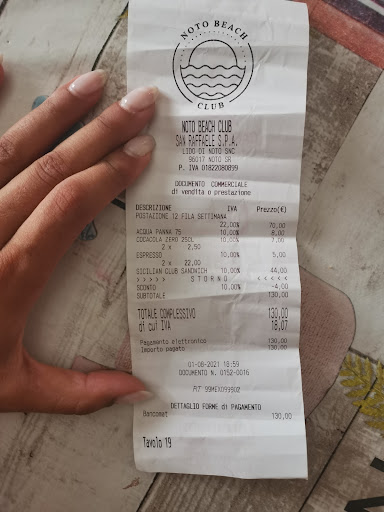 NOTO BEACH
CLUB
NOTO BEACH CLUB
SAN RAFFAELE S.P.A.
LIDO DI NOTO SNC
96017 NOTO SR
P. IVA 01822080899
DOCUMENTO COMMERCIALE
di vendita o prestazione
DESCRIZIONE IVA Prezzo(€)
POSTAZIONE 12 FILA SETTIMANA
22,00% 70,00
ACQUA PANNA 75 10,00% 8,00
COCACOLA ZERO 25CL 10,00% 7,00
2 x 2,50
ESPRESSO 10,00% 5,00
2 x 22,00
SICILIAN CLUB SANDWICH 10,00% 44,00
>>>>> STORNO <<<<<
SCONTO 10,00% -4,00
SUBTOTALE 130,00
TOTALE COMPLESSIVO 130,00
di cui IVA 18,07
Pagamento elettronico 130,00
Importo pagato 130,00
01-08-2021 18:59
DOCUMENTO N. 0152-0016
RT 99MEX099902
DETTAGLIO FORME di PAGAMENTO
Bancomat 130,00
Tavolo 19